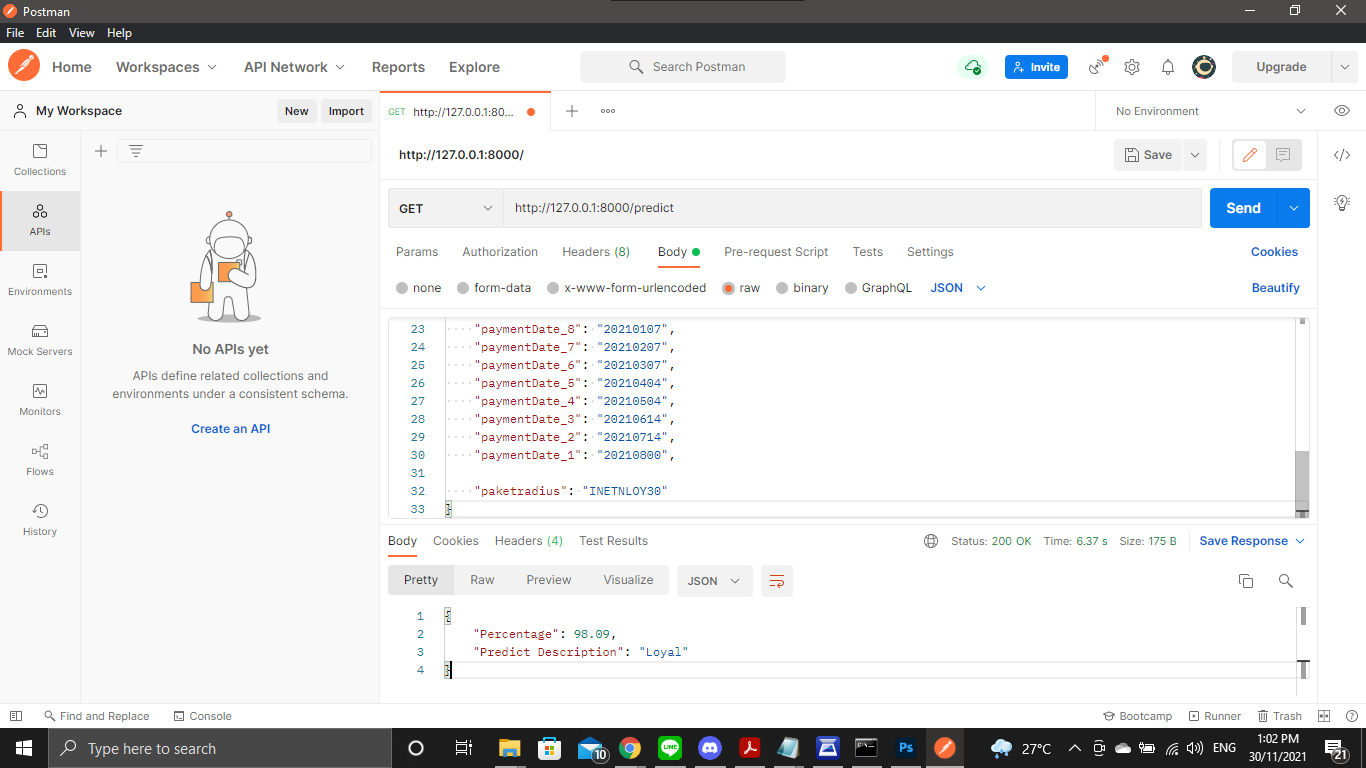 Postman
File Edit View Help
Home Workspaces API Network Reports Explore Search Postman Invite Upgrade
My Workspace New Import GET http://127.0.0.1:80... No Environment
Collections
APIs
Environments
Mock Servers
Monitors
Flows
History
No APIs yet
APIs define related collections and
environments under a consistent schema.
Create an API
http://127.0.0.1:8000/ Save
GET http://127.0.0.1:8000/predict Send
Params Authorization Headers (8) Body Pre-request Script Tests Settings Cookies
none form-data x-www-form-urlencoded raw binary GraphQL JSON Beautify
23 "paymentDate_8": "20210107",
24 "paymentDate_7": "20210207",
25 "paymentDate_6": "20210307",
26 "paymentDate_5": "20210404",
27 "paymentDate_4": "20210504",
28 "paymentDate_3": "20210614",
29 "paymentDate_2": "20210714",
30 "paymentDate_1": "20210800",
31
32 "paketradius": "INETNLOY30"
33 }
Body Cookies Headers (4) Test Results Status: 200 OK Time: 6.37 s Size: 175 B Save Response
Pretty Raw Preview Visualize JSON
1 {
2 "Percentage": 98.09,
3 "Predict Description": "Loyal"
4 }
Find and Replace Console Bootcamp Runner Trash
Type here to search 10 LINE Ps 27°C ENG 1:02 PM
30/11/2021 21